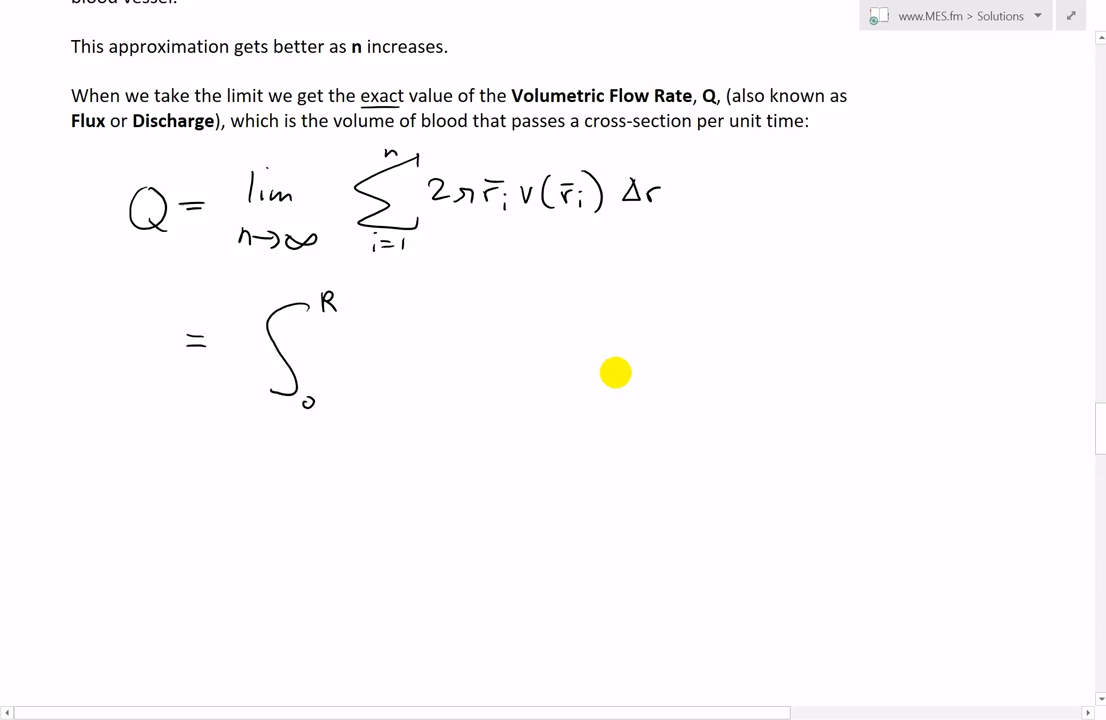 www.MES.fm > Solutions
This approximation gets better as n increases.
When we take the limit we get the exact value of the Volumetric Flow Rate, Q, (also known as
Flux or Discharge), which is the volume of blood that passes a cross-section per unit time:
Q = lim n→∞ ∑ i=1 n 2π r̄ᵢ v(r̄ᵢ) Δr
= ∫ 0 R